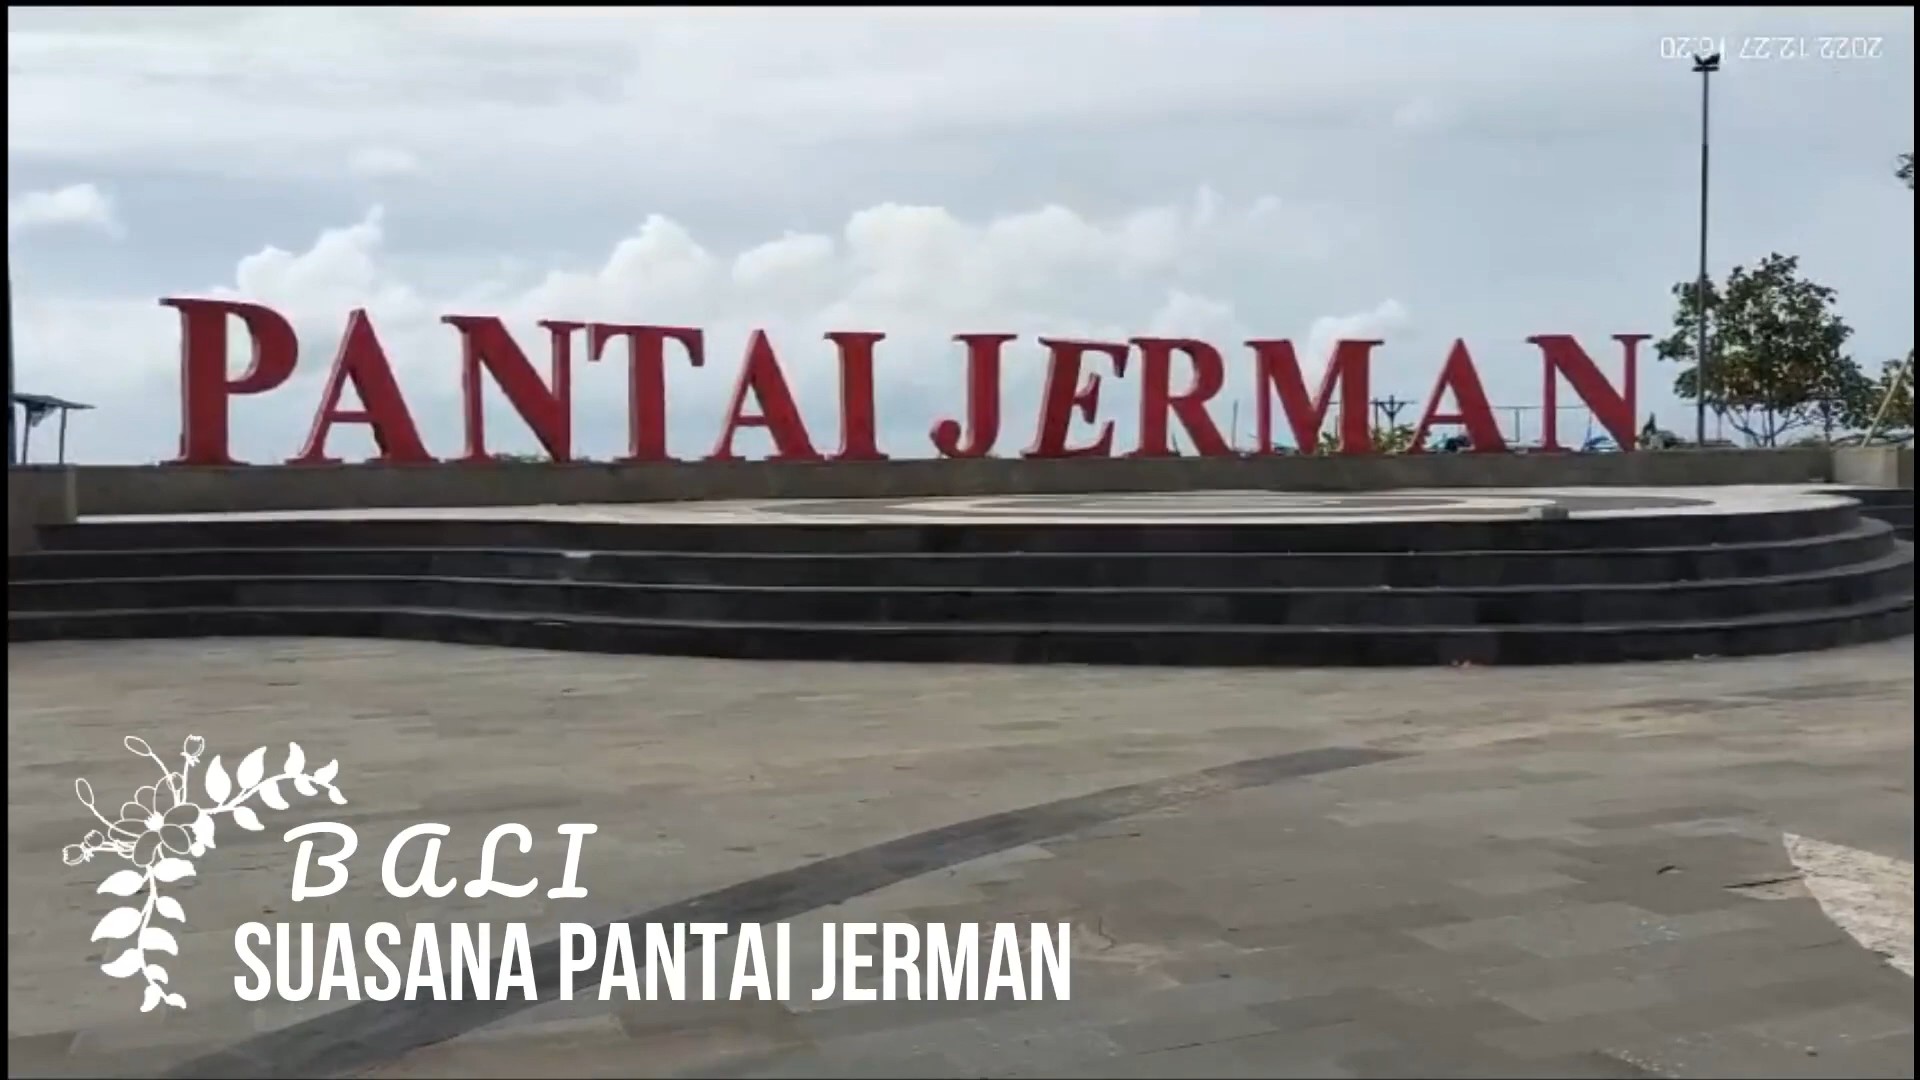 2022.12.27 16:20
PANTAI JERMAN
BALI
SUASANA PANTAI JERMAN